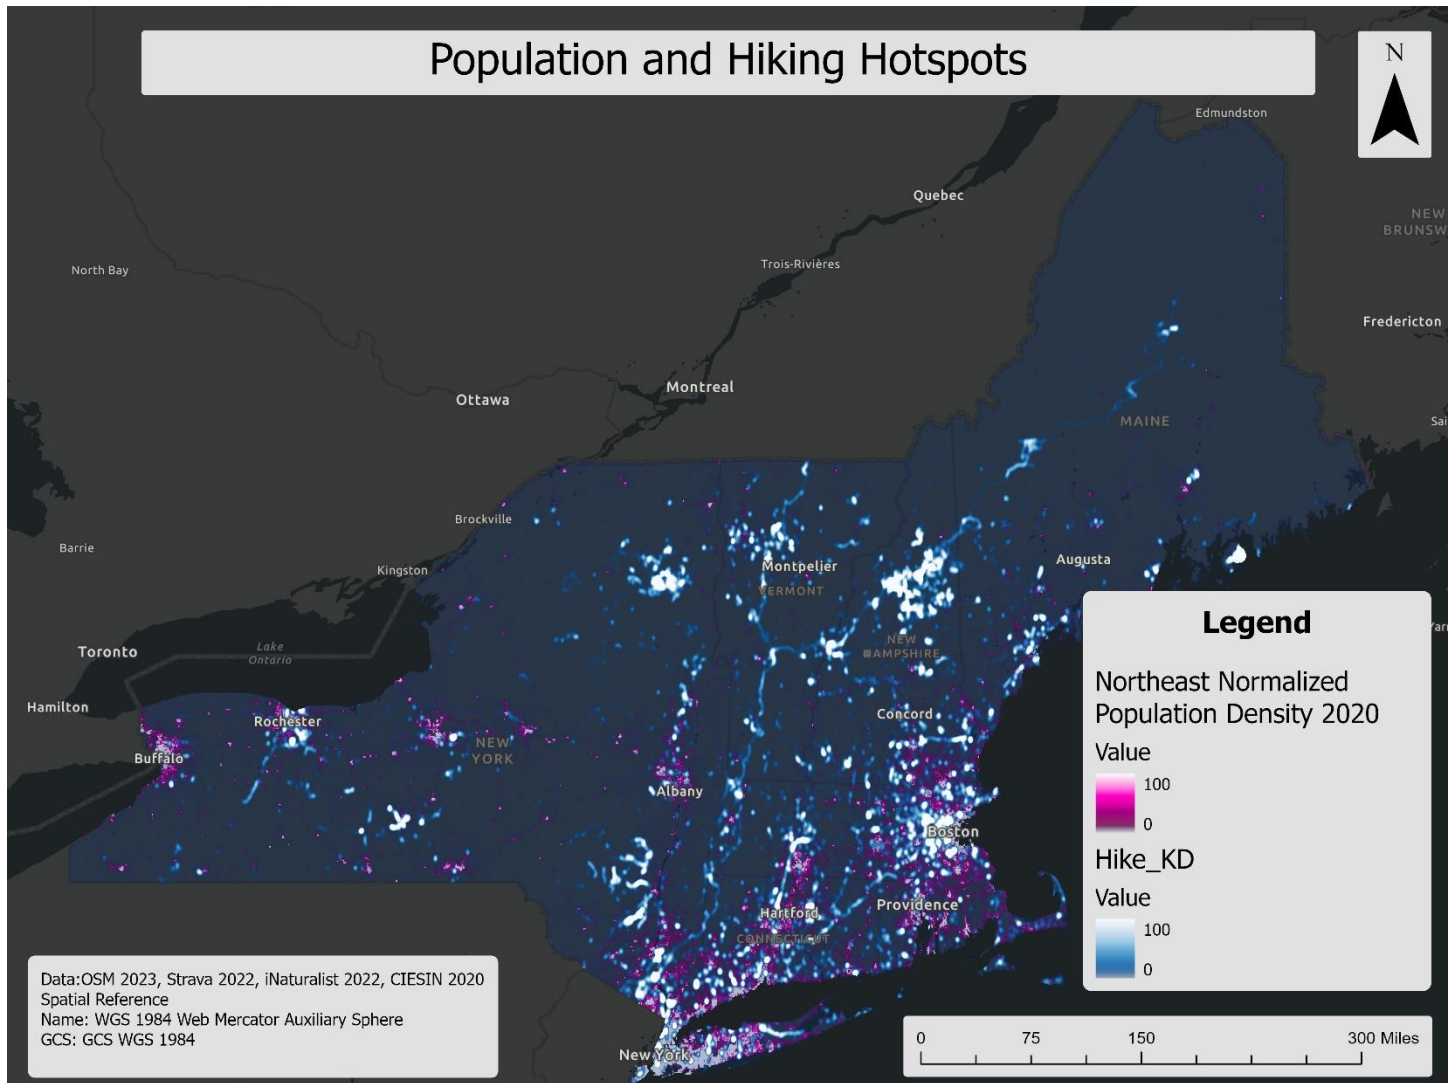 Population and Hiking Hotspots
N
Edmundston
Quebec
NEW
BRUNSW
North Bay
Trois-Rivières
Fredericton
Montreal
Ottawa
MAINE
Sai
Brockville
Barrie
Augusta
Montpelier
Kingston
VERMONT
Toronto
Lake
Ontario
NEW
HAMPSHIRE
Hamilton
Rochester
Concord
NEW
YORK
Buffalo
Albany
Boston
Providence
Hartford
CONNECTICUT
New York
Legend
Northeast Normalized
Population Density 2020
Value
100
0
Hike_KD
Value
100
0
Data:OSM 2023, Strava 2022, iNaturalist 2022, CIESIN 2020
Spatial Reference
Name: WGS 1984 Web Mercator Auxiliary Sphere
GCS: GCS WGS 1984
0 75 150 300 Miles